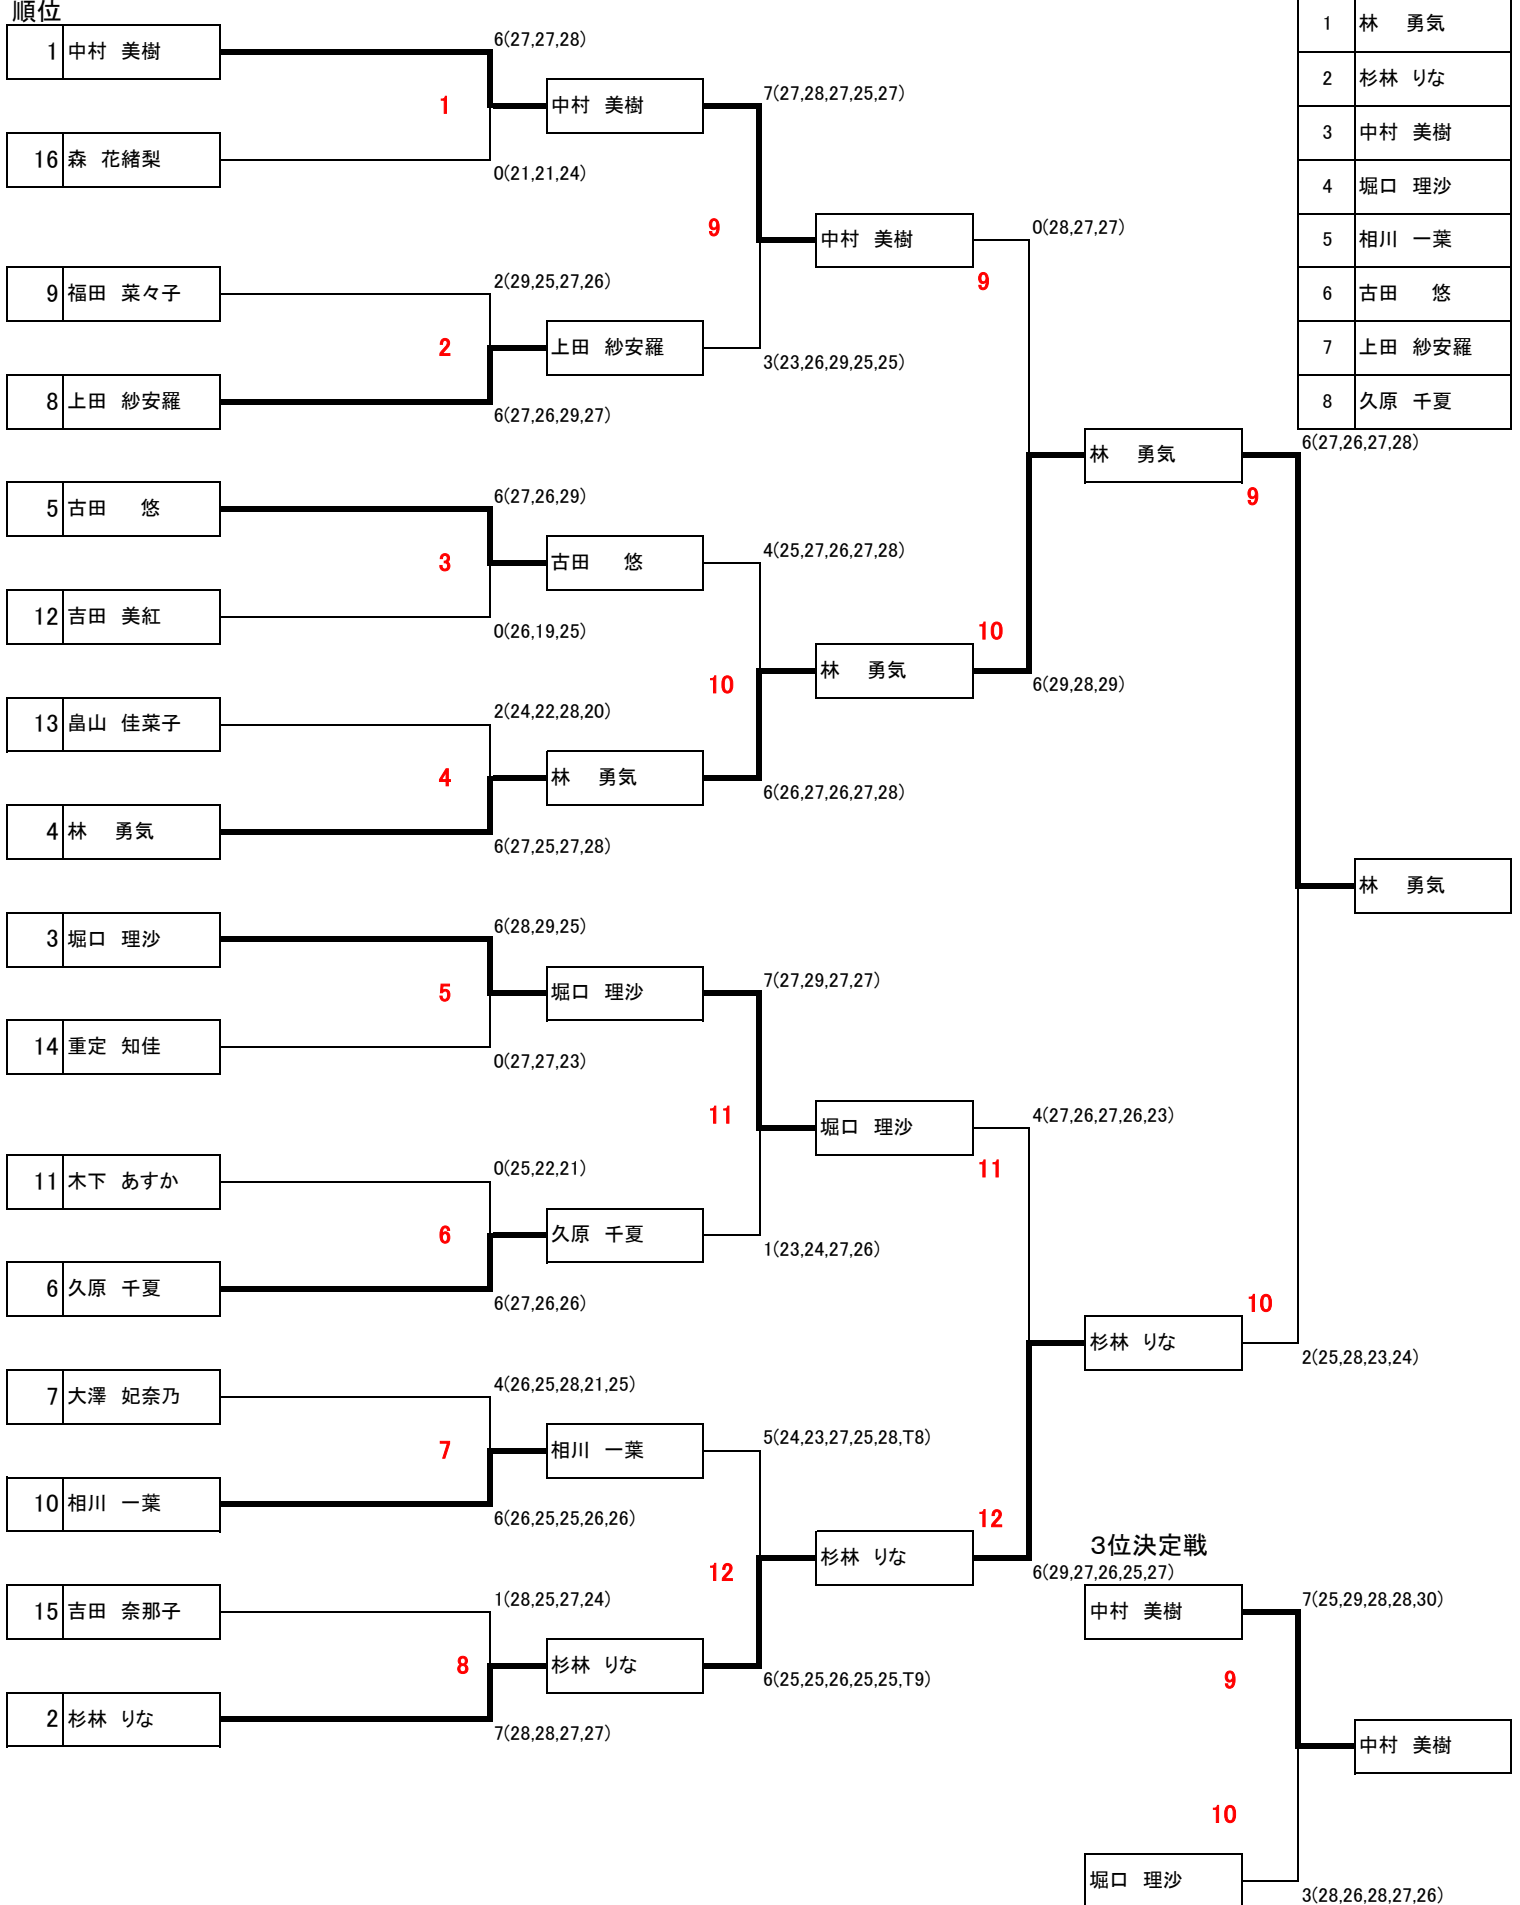 順位
1 中村 美樹
6(27,27,28)
1
中村 美樹
16 森 花緒梨
0(21,21,24)
7(27,28,27,25,27)
9
中村 美樹
9 福田 菜々子
2(29,25,27,26)
2
上田 紗安羅
8 上田 紗安羅
6(27,26,29,27)
3(23,26,29,25,25)
0(28,27,27)
9
5 古田 悠
6(27,26,29)
3
古田 悠
12 吉田 美紅
0(26,19,25)
4(25,27,26,27,28)
10
林 勇気
10
13 畠山 佳菜子
2(24,22,28,20)
4
林 勇気
4 林 勇気
6(27,25,27,28)
6(26,27,26,27,28)
6(29,28,29)
林 勇気
9
6(27,26,27,28)
3 堀口 理沙
6(28,29,25)
5
堀口 理沙
14 重定 知佳
0(27,27,23)
7(27,29,27,27)
11
堀口 理沙
11
11 木下 あすか
0(25,22,21)
6
久原 千夏
6 久原 千夏
6(27,26,26)
1(23,24,27,26)
4(27,26,27,26,23)
7 大澤 妃奈乃
4(26,25,28,21,25)
7
相川 一葉
10 相川 一葉
6(26,25,25,26,26)
5(24,23,27,25,28,T8)
12
杉林 りな
12
15 吉田 奈那子
1(28,25,27,24)
8
杉林 りな
2 杉林 りな
7(28,28,27,27)
6(25,25,26,25,25,T9)
6(29,27,26,25,27)
杉林 りな
10
2(25,28,23,24)
林 勇気
1 林 勇気
2 杉林 りな
3 中村 美樹
4 堀口 理沙
5 相川 一葉
6 古田 悠
7 上田 紗安羅
8 久原 千夏
3位決定戦
中村 美樹
7(25,29,28,28,30)
9
中村 美樹
10
堀口 理沙
3(28,26,28,27,26)